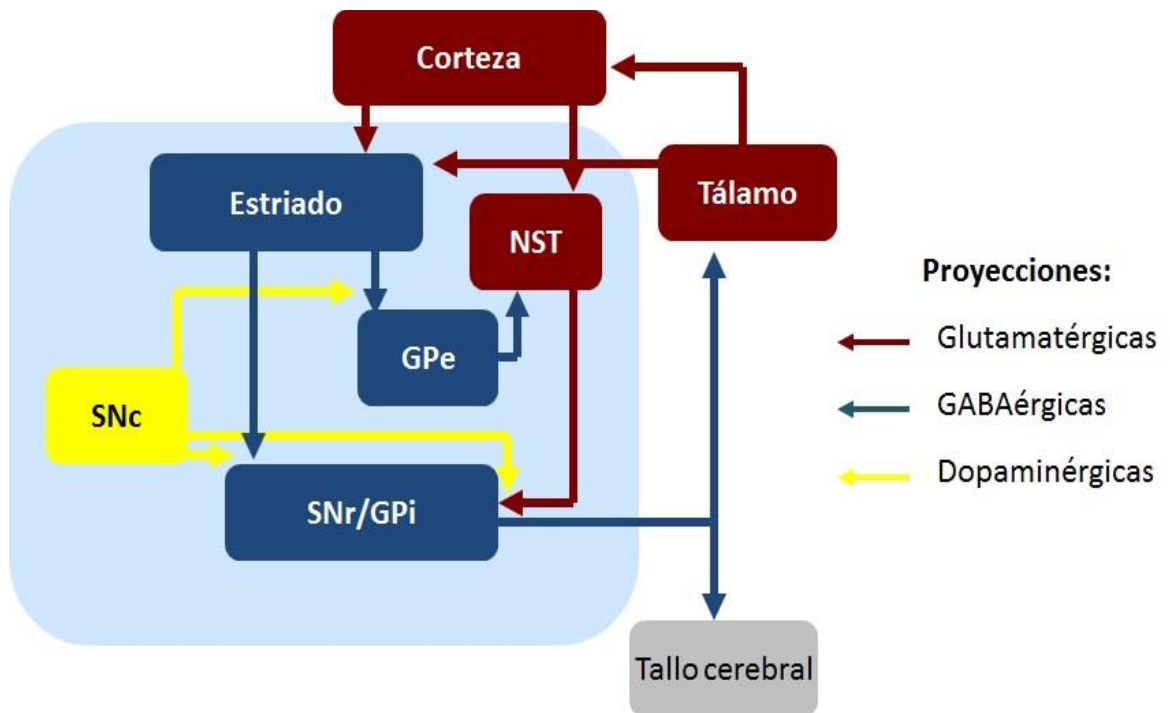 Corteza
Estriado
Tálamo
NST
GPe
SNc
SNr/GPi
Tallo cerebral
Proyecciones:
Glutamatérgicas
GABAérgicas
Dopaminérgicas